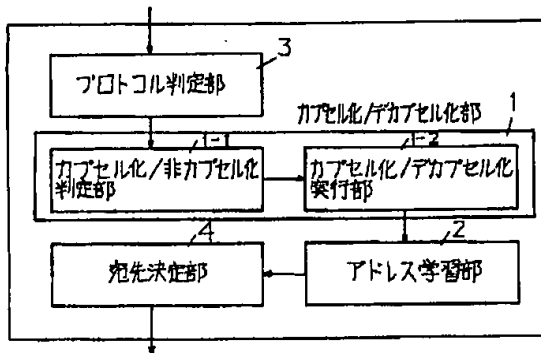 3
プロトコル判定部
カプセル化/デカプセル化部
1
1-1
1-2
カプセル化/非カプセル化
判定部
カプセル化/デカプセル化
実行部
4
2
宛先決定部
アドレス学習部